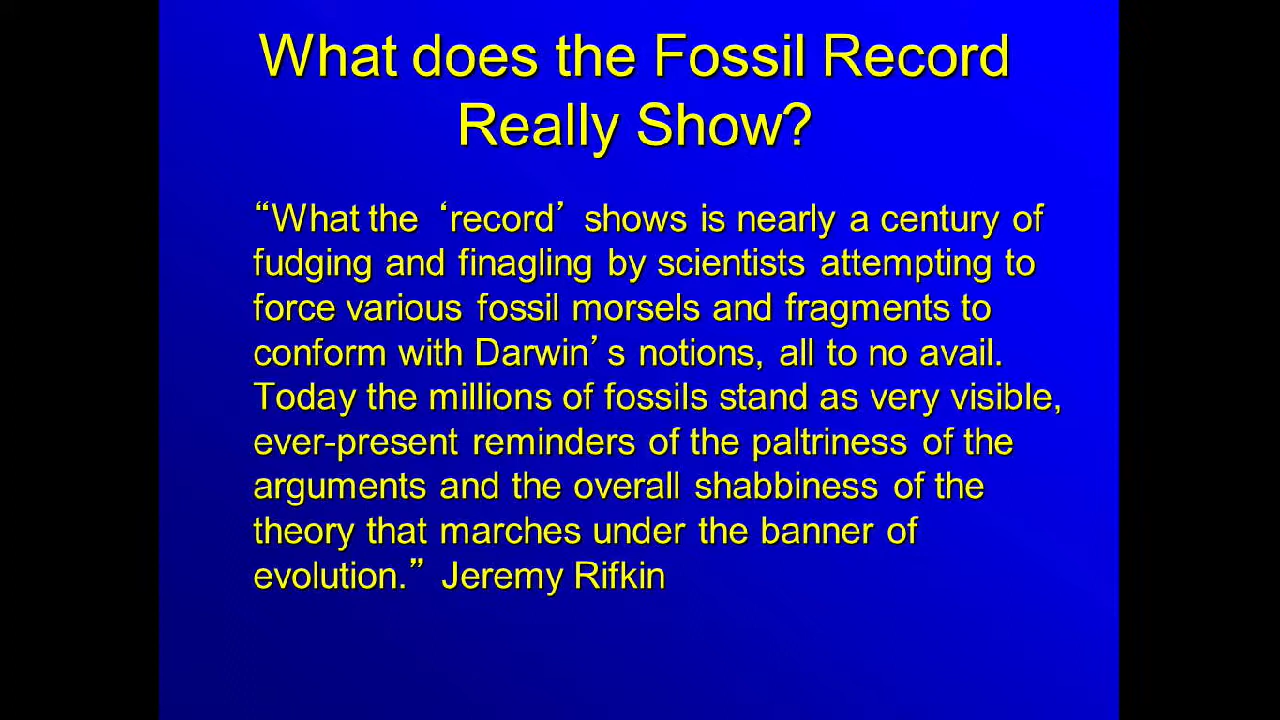 What does the Fossil Record
Really Show?
“What the ‘record’ shows is nearly a century of
fudging and finagling by scientists attempting to
force various fossil morsels and fragments to
conform with Darwin’s notions, all to no avail.
Today the millions of fossils stand as very visible,
ever-present reminders of the paltriness of the
arguments and the overall shabbiness of the
theory that marches under the banner of
evolution.” Jeremy Rifkin